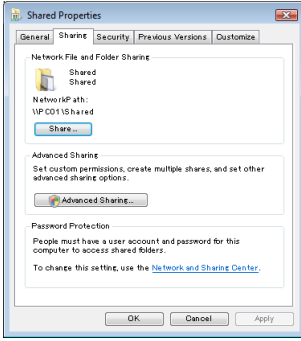 Shared Properties
General Sharing Security Previous Versions Customize
Network File and Folder Sharing
Shared
Shared
Network Path:
\\PC01\Shared
Share...
Advanced Sharing
Set custom permissions, create multiple shares, and set other
advanced sharing options.
Advanced Sharing...
Password Protection
People must have a user account and password for this
computer to access shared folders.
To change this setting, use the Network and Sharing Center.
OK Cancel Apply